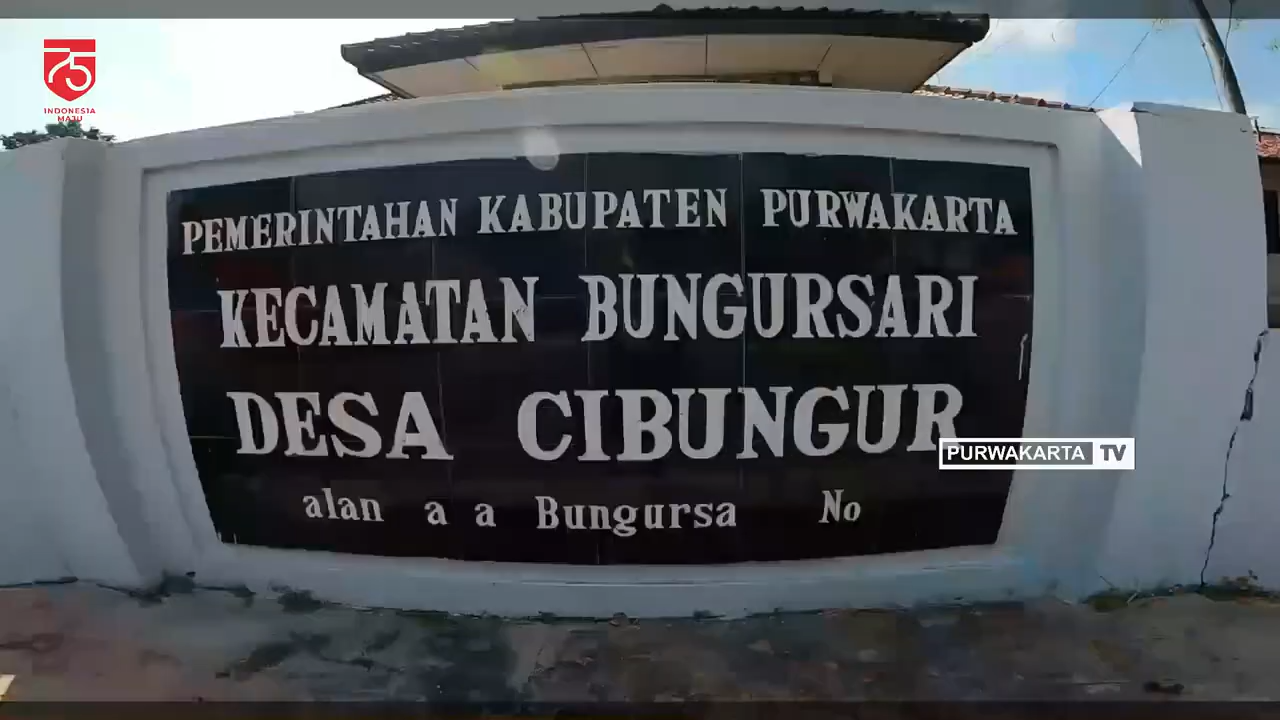 75
INDONESIA
MAJU
PEMERINTAHAN KABUPATEN PURWAKARTA
KECAMATAN BUNGURSARI
DESA CIBUNGUR
PURWAKARTA TV
alan a a Bungursa No